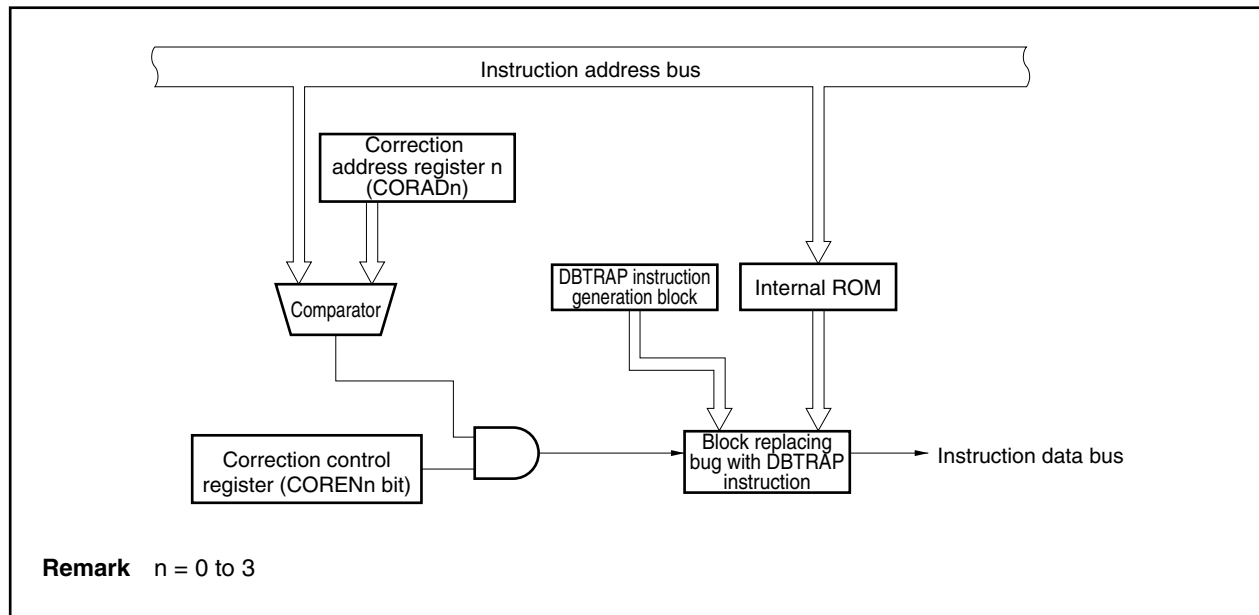 Instruction address bus
Correction
address register n
(CORADn)
Comparator
DBTRAP instruction
generation block
Internal ROM
Correction control
register (CORENn bit)
Block replacing
bug with DBTRAP
instruction
Instruction data bus
Remark n = 0 to 3